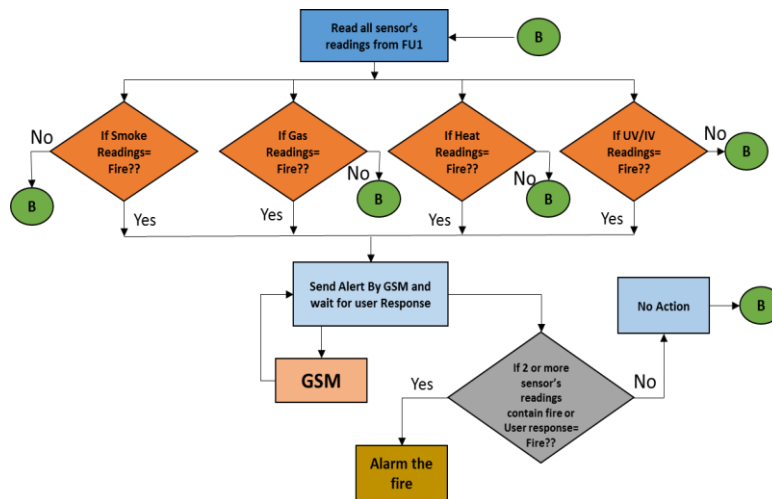 Read all sensor's
readings from FU1
B
If Smoke
Readings=
Fire??
If Gas
Readings=
Fire??
If Heat
Readings=
Fire??
If UV/IV
Readings=
Fire??
No
No
No
No
B
B
B
B
Yes
Yes
Yes
Yes
Send Alert By GSM and
wait for user Response
No Action
B
GSM
If 2 or more
sensor's
readings
contain fire or
User response=
Fire??
Yes
No
Alarm the
fire